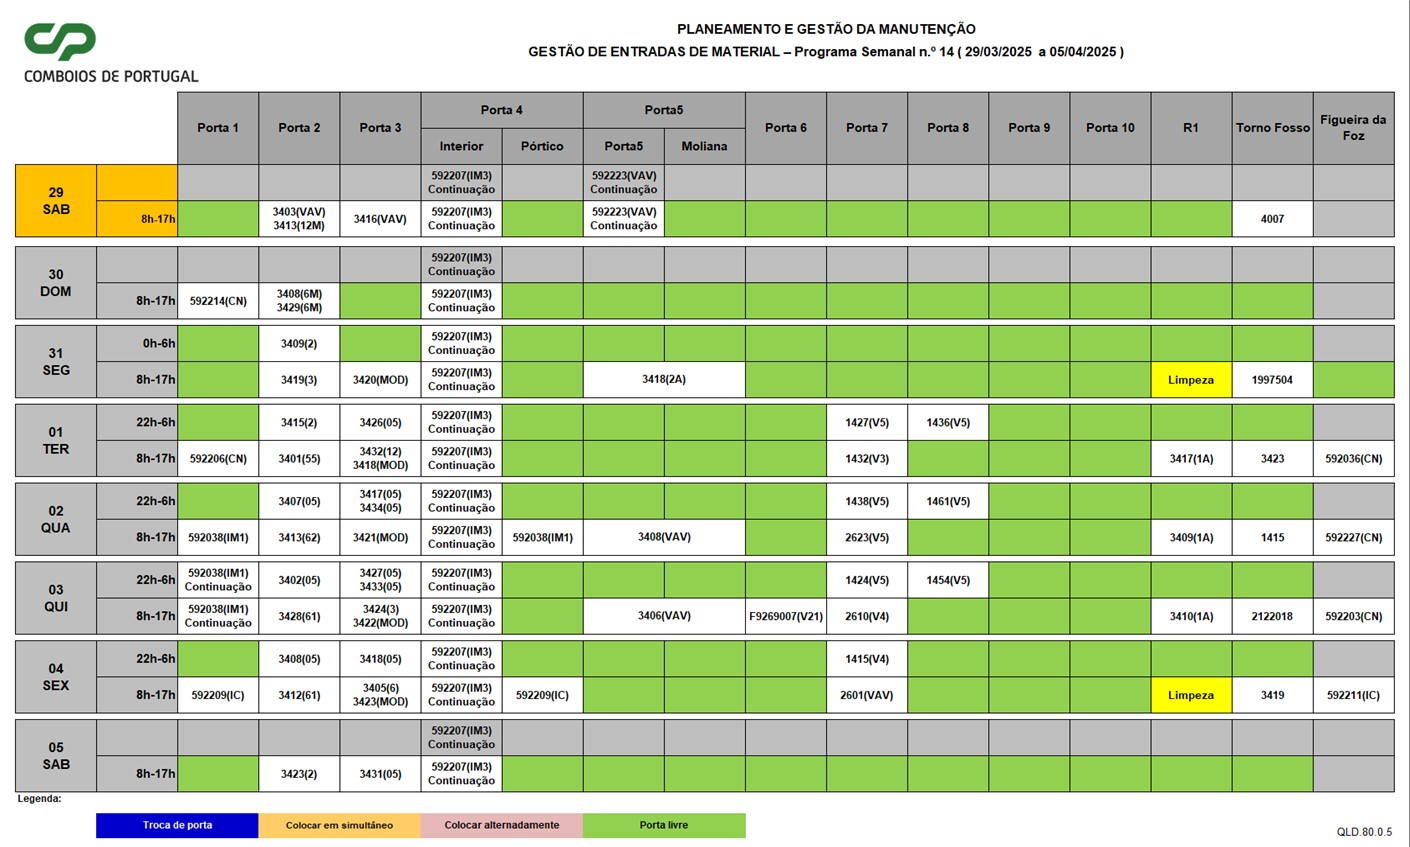 COMBOIOS DE PORTUGAL
PLANEAMENTO E GESTÃO DA MANUTENÇÃO
GESTÃO DE ENTRADAS DE MATERIAL – Programa Semanal n.º 14 ( 29/03/2025 a 05/04/2025 )
Porta 1 Porta 2 Porta 3 Porta 4 Porta5 Porta 6 Porta 7 Porta 8 Porta 9 Porta 10 R1 Torno Fosso Figueira da Foz
Interior Pórtico Porta5 Moliana
29 SAB
592207(IM3) Continuação 592223(VAV) Continuação
8h-17h 3403(VAV) 3413(12M) 3416(VAV) 592207(IM3) Continuação 592223(VAV) Continuação 4007
30 DOM
592207(IM3) Continuação
8h-17h 592214(CN) 3408(6M) 3429(6M) 592207(IM3) Continuação
31 SEG
0h-6h 3409(2) 592207(IM3) Continuação
8h-17h 3419(3) 3420(MOD) 592207(IM3) Continuação 3418(2A) Limpeza 1997504
01 TER
22h-6h 3415(2) 3426(05) 592207(IM3) Continuação 1427(V5) 1436(V5)
8h-17h 592206(CN) 3401(55) 3432(12) 3418(MOD) 592207(IM3) Continuação 1432(V3) 3417(1A) 3423 592036(CN)
02 QUA
22h-6h 3407(05) 3417(05) 3434(05) 592207(IM3) Continuação 1438(V5) 1461(V5)
8h-17h 592038(IM1) 3413(62) 3421(MOD) 592207(IM3) Continuação 592038(IM1) 3408(VAV) 2623(V5) 3409(1A) 1415 592227(CN)
03 QUI
22h-6h 592038(IM1) Continuação 3402(05) 3427(05) 3433(05) 592207(IM3) Continuação 1424(V5) 1454(V5)
8h-17h 592038(IM1) Continuação 3428(61) 3424(3) 3422(MOD) 592207(IM3) Continuação 3406(VAV) F9269007(V21) 2610(V4) 3410(1A) 2122018 592203(CN)
04 SEX
22h-6h 3408(05) 3418(05) 592207(IM3) Continuação 1415(V4)
8h-17h 592209(IC) 3412(61) 3405(6) 3423(MOD) 592207(IM3) Continuação 592209(IC) 2601(VAV) Limpeza 3419 592211(IC)
05 SAB
592207(IM3) Continuação
8h-17h 3423(2) 3431(05) 592207(IM3) Continuação
Legenda:
Troca de porta Colocar em simultáneo Colocar alternadamente Porta livre
QLD.80.0.5